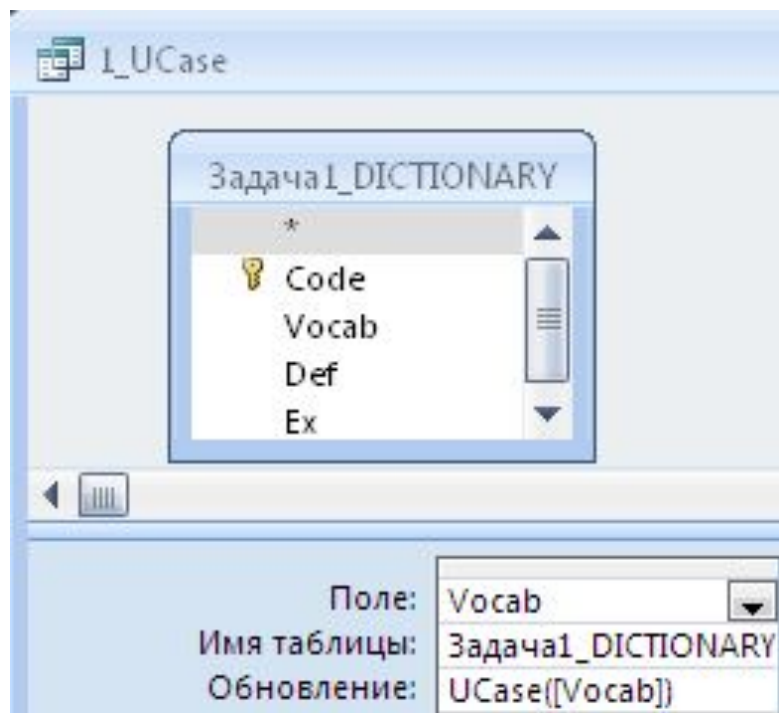 1_UCase
Задача1_DICTIONARY
*
Code
Vocab
Def
Ex
Поле: Vocab
Имя таблицы: Задача1_DICTIONARY
Обновление: UCase([Vocab])